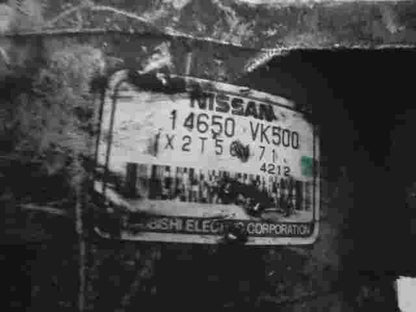 NISSAN
14650 VK500
4212
ELECTRIC CORPORATION